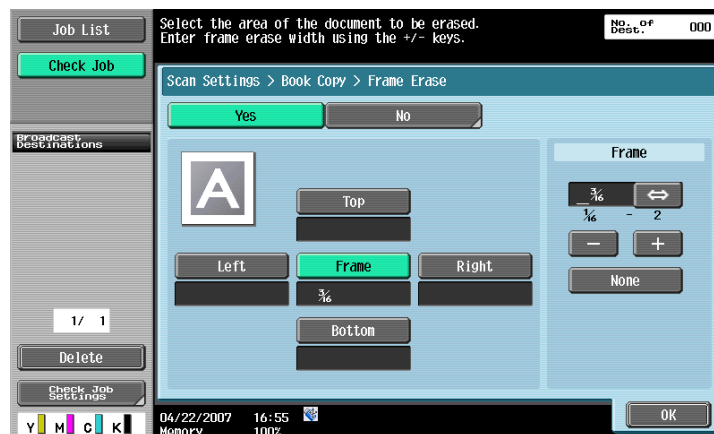 Job List
Check Job
Broadcast
Destinations
1/ 1
Delete
Check Job
Settings
Y M C K
Select the area of the document to be erased.
Enter frame erase width using the +/- keys.
No. of
Dest.
000
Scan Settings > Book Copy > Frame Erase
Yes
No
A
Top
Left
Frame
Right
3/16
Bottom
Frame
3/16
1/16 - 2
- +
None
04/22/2007 16:55
Memory 100%
OK